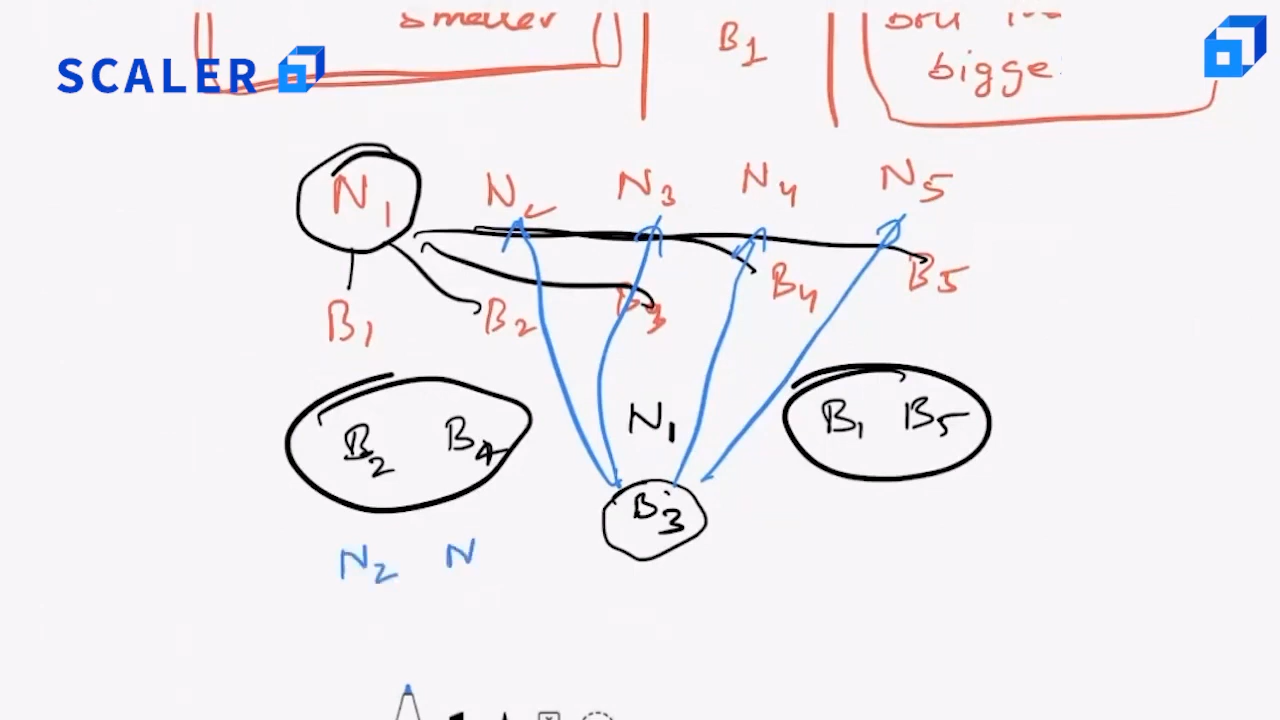 smaller
B1
bigge
SCALER
N1 N2 N3 N4 N5
B1 B2 B3 B4 B5
B2 B4 N1 B1 B5
B3
N2 N